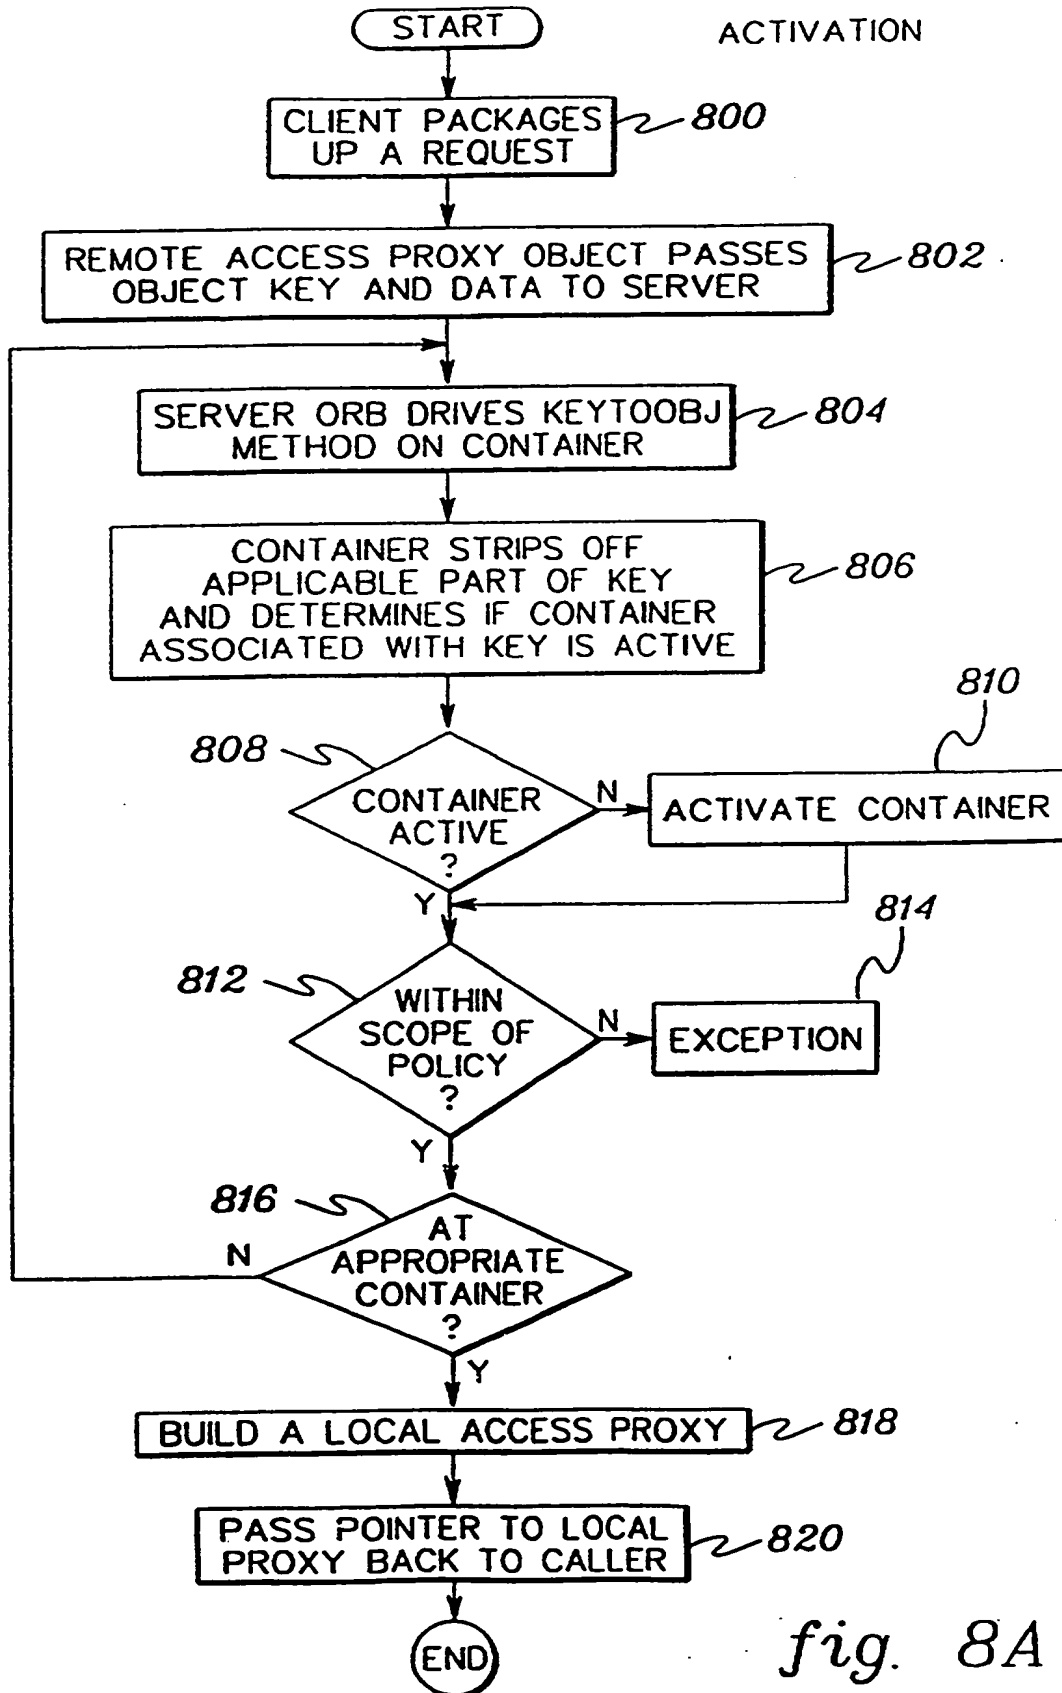 START
ACTIVATION
CLIENT PACKAGES
UP A REQUEST
800
REMOTE ACCESS PROXY OBJECT PASSES
OBJECT KEY AND DATA TO SERVER
802
SERVER ORB DRIVES KEYTOOBJ
METHOD ON CONTAINER
804
CONTAINER STRIPS OFF
APPLICABLE PART OF KEY
AND DETERMINES IF CONTAINER
ASSOCIATED WITH KEY IS ACTIVE
806
808
CONTAINER
ACTIVE
?
N
810
ACTIVATE CONTAINER
Y
812
WITHIN
SCOPE OF
POLICY
?
N
814
EXCEPTION
Y
816
AT
APPROPRIATE
CONTAINER
?
N
Y
BUILD A LOCAL ACCESS PROXY
818
PASS POINTER TO LOCAL
PROXY BACK TO CALLER
820
END
fig. 8A